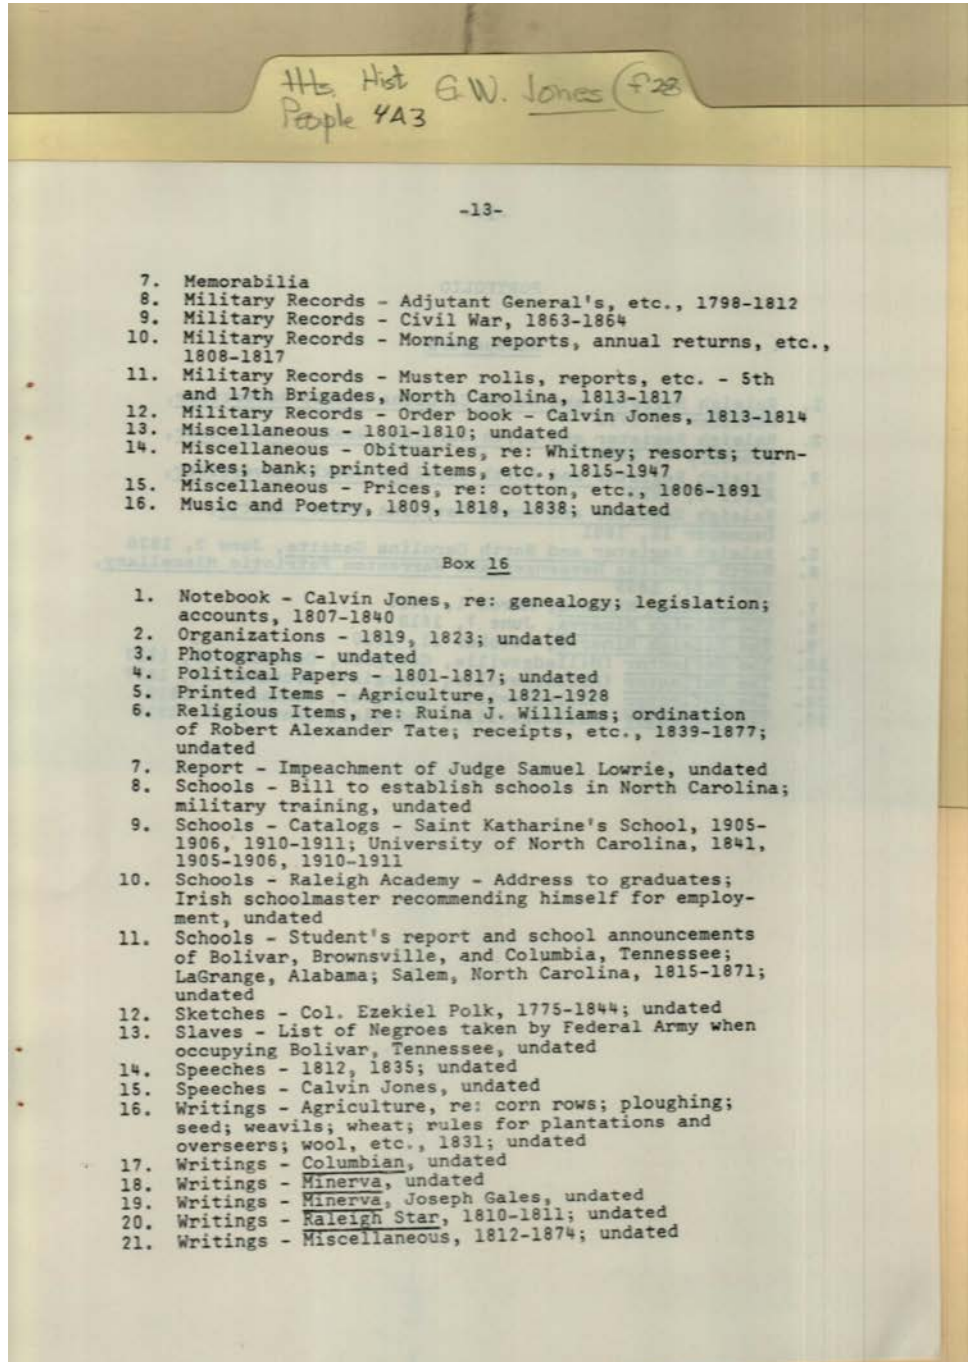 Hts. Hist G.W. Jones (f28)
People 4A3
-13-
7. Memorabilia
8. Military Records - Adjutant General's, etc., 1798-1812
9. Military Records - Civil War, 1863-1864
10. Military Records - Morning reports, annual returns, etc.,
1808-1817
11. Military Records - Muster rolls, reports, etc. - 5th
and 17th Brigades, North Carolina, 1813-1817
12. Military Records - Order book - Calvin Jones, 1813-1814
13. Miscellaneous - 1801-1810; undated
14. Miscellaneous - Obituaries, re: Whitney; resorts; turn-
pikes; bank; printed items, etc., 1815-1947
15. Miscellaneous - Prices, re: cotton, etc., 1806-1891
16. Music and Poetry, 1809, 1818, 1838; undated
Box 16
1. Notebook - Calvin Jones, re: genealogy; legislation;
accounts, 1807-1840
2. Organizations - 1819, 1823; undated
3. Photographs - undated
4. Political Papers - 1801-1817; undated
5. Printed Items - Agriculture, 1821-1928
6. Religious Items, re: Ruina J. Williams; ordination
of Robert Alexander Tate; receipts, etc., 1839-1877;
undated
7. Report - Impeachment of Judge Samuel Lowrie, undated
8. Schools - Bill to establish schools in North Carolina;
military training, undated
9. Schools - Catalogs - Saint Katharine's School, 1905-
1906, 1910-1911; University of North Carolina, 1841,
1905-1906, 1910-1911
10. Schools - Raleigh Academy - Address to graduates;
Irish schoolmaster recommending himself for employ-
ment, undated
11. Schools - Student's report and school announcements
of Bolivar, Brownsville, and Columbia, Tennessee;
LaGrange, Alabama; Salem, North Carolina, 1815-1871;
undated
12. Sketches - Col. Ezekiel Polk, 1775-1844; undated
13. Slaves - List of Negroes taken by Federal Army when
occupying Bolivar, Tennessee, undated
14. Speeches - 1812, 1835; undated
15. Speeches - Calvin Jones, undated
16. Writings - Agriculture, re: corn rows; ploughing;
seed; weavils; wheat; rules for plantations and
overseers; wool, etc., 1831; undated
17. Writings - Columbian, undated
18. Writings - Minerva, undated
19. Writings - Minerva, Joseph Gales, undated
20. Writings - Raleigh Star, 1810-1811; undated
21. Writings - Miscellaneous, 1812-1874; undated